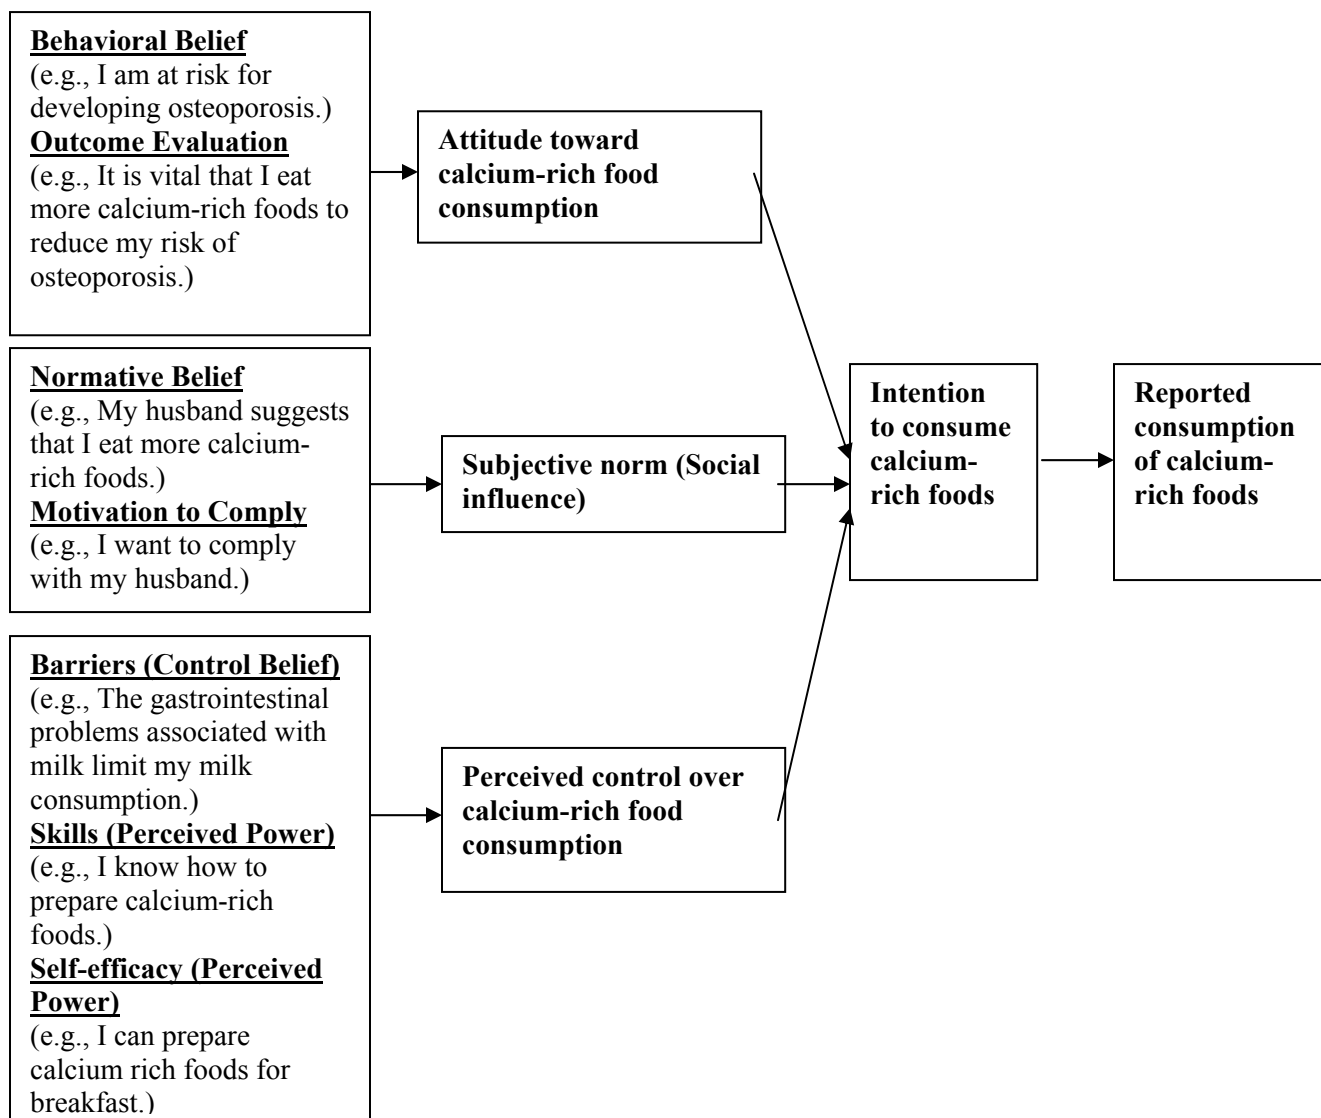 Behavioral Belief
(e.g., I am at risk for
developing osteoporosis.)
Outcome Evaluation
(e.g., It is vital that I eat
more calcium-rich foods to
reduce my risk of
osteoporosis.)
Attitude toward
calcium-rich food
consumption
Normative Belief
(e.g., My husband suggests
that I eat more calcium-
rich foods.)
Motivation to Comply
(e.g., I want to comply
with my husband.)
Subjective norm (Social
influence)
Barriers (Control Belief)
(e.g., The gastrointestinal
problems associated with
milk limit my milk
consumption.)
Skills (Perceived Power)
(e.g., I know how to
prepare calcium-rich
foods.)
Self-efficacy (Perceived
Power)
(e.g., I can prepare
calcium rich foods for
breakfast.)
Perceived control over
calcium-rich food
consumption
Intention
to consume
calcium-
rich foods
Reported
consumption
of calcium-
rich foods